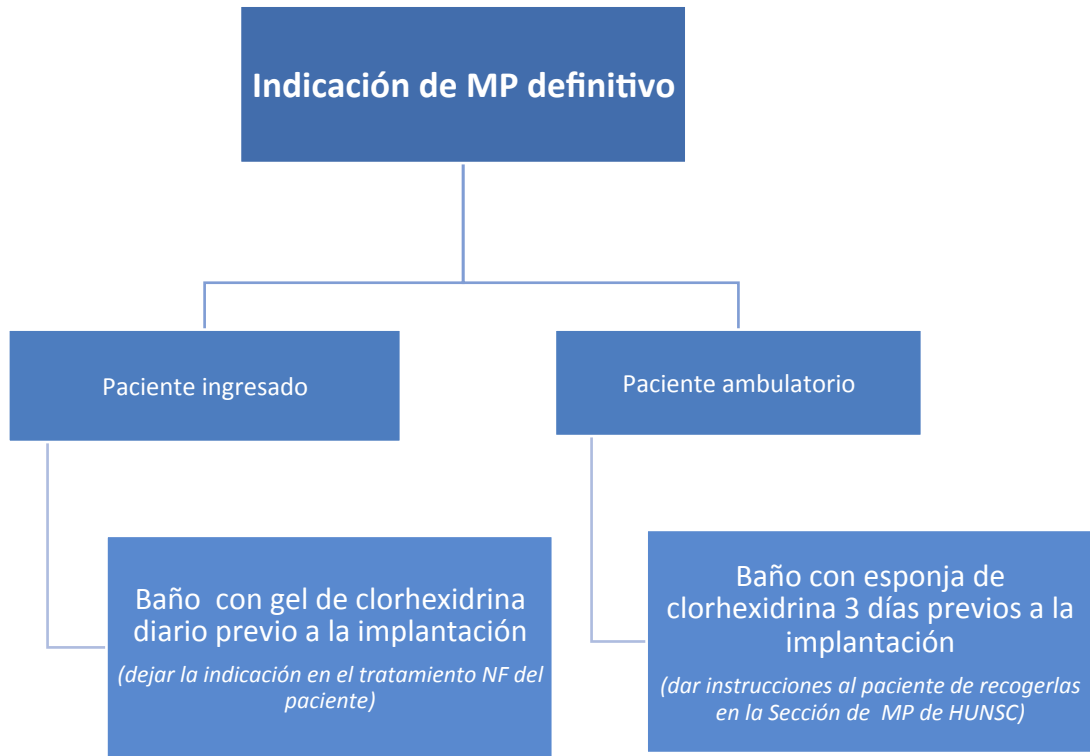 Indicación de MP definitivo
Paciente ingresado
Paciente ambulatorio
Baño con gel de clorhexidrina
diario previo a la implantación
(dejar la indicación en el tratamiento NF del
paciente)
Baño con esponja de
clorhexidrina 3 días previos a la
implantación
(dar instrucciones al paciente de recogerlas
en la Sección de MP de HUNSC)